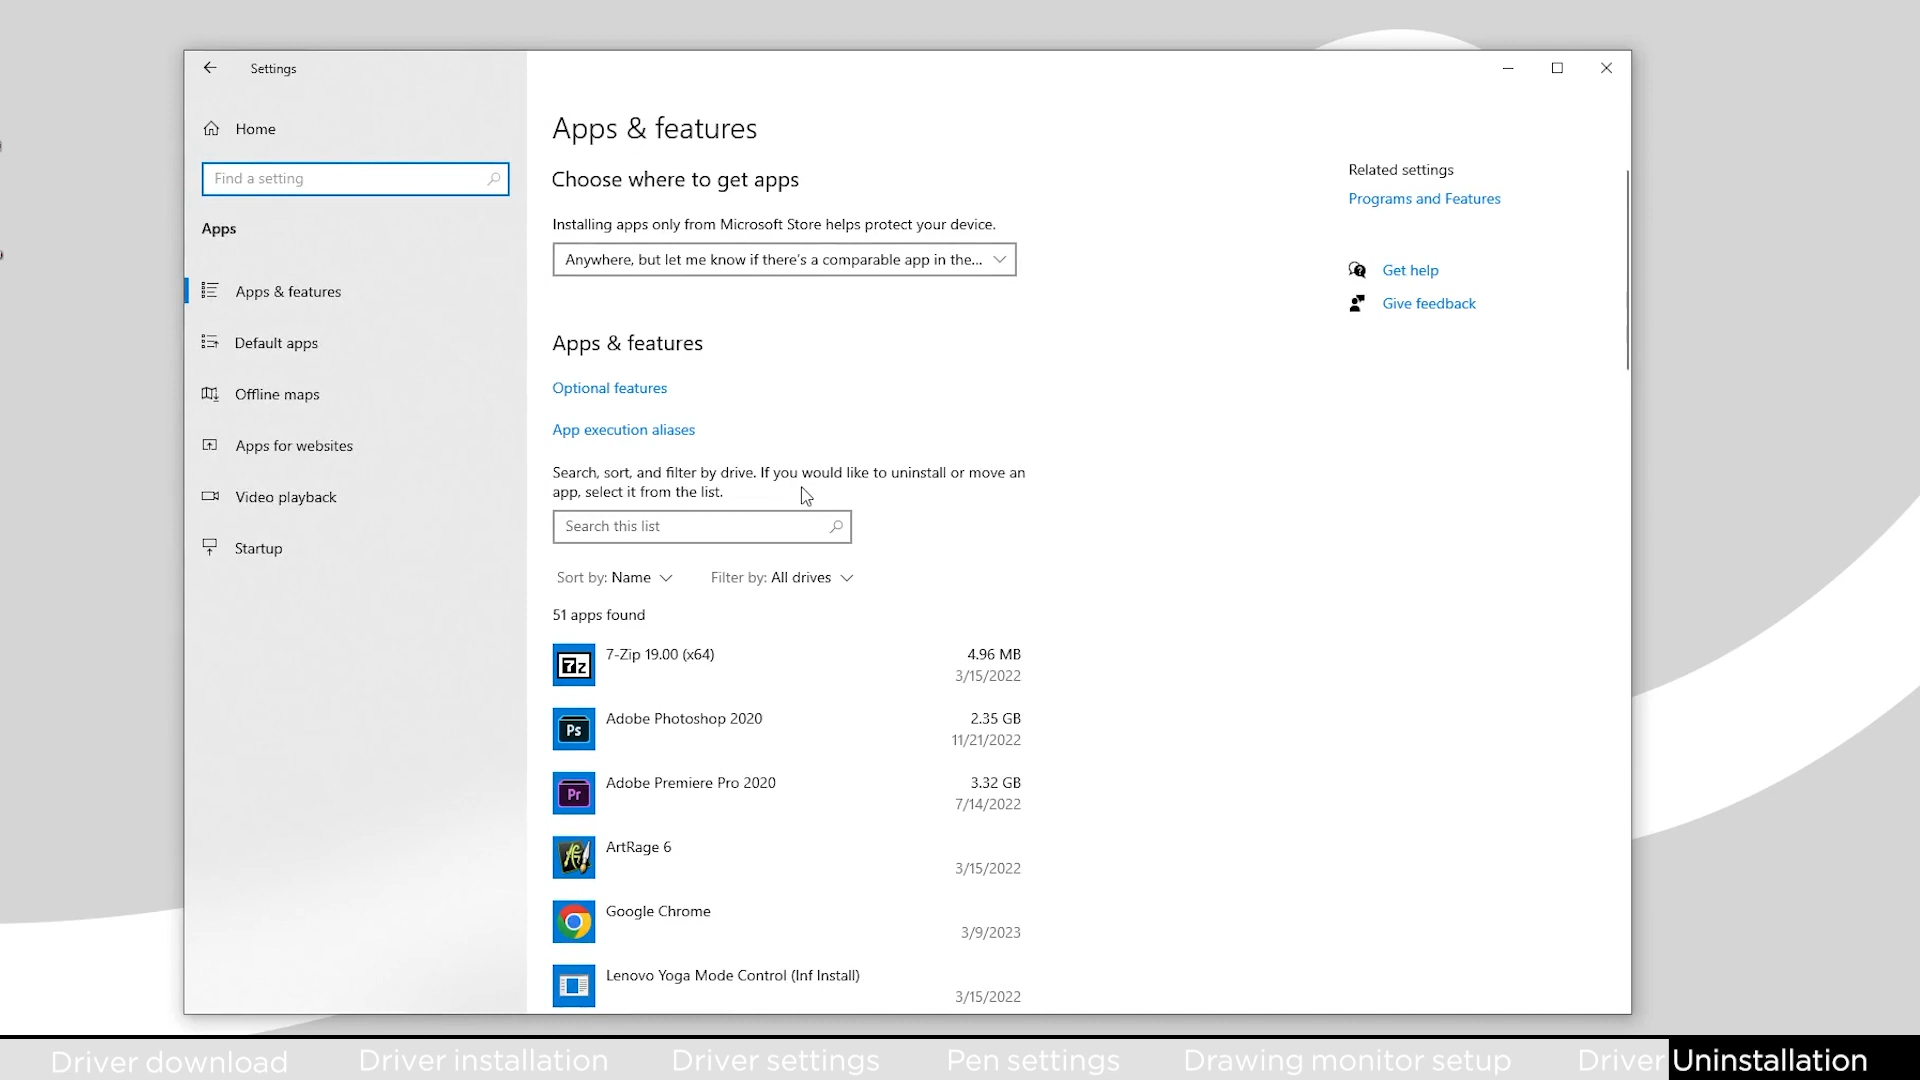 Settings
Home
Find a setting
Apps
Apps & features
Default apps
Offline maps
Apps for websites
Video playback
Startup
Apps & features
Choose where to get apps
Installing apps only from Microsoft Store helps protect your device.
Anywhere, but let me know if there's a comparable app in the...
Apps & features
Optional features
App execution aliases
Search, sort, and filter by drive. If you would like to uninstall or move an
app, select it from the list.
Search this list
Sort by: Name Filter by: All drives
51 apps found
7z
7-Zip 19.00 (x64) 4.96 MB
3/15/2022
Ps
Adobe Photoshop 2020 2.35 GB
11/21/2022
Pr
Adobe Premiere Pro 2020 3.32 GB
7/14/2022
ArtRage 6
3/15/2022
Google Chrome
3/9/2023
Lenovo Yoga Mode Control (Inf Install)
3/15/2022
Related settings
Programs and Features
Get help
Give feedback
Driver download Driver installation Driver settings Pen settings Drawing monitor setup Driver Uninstallation